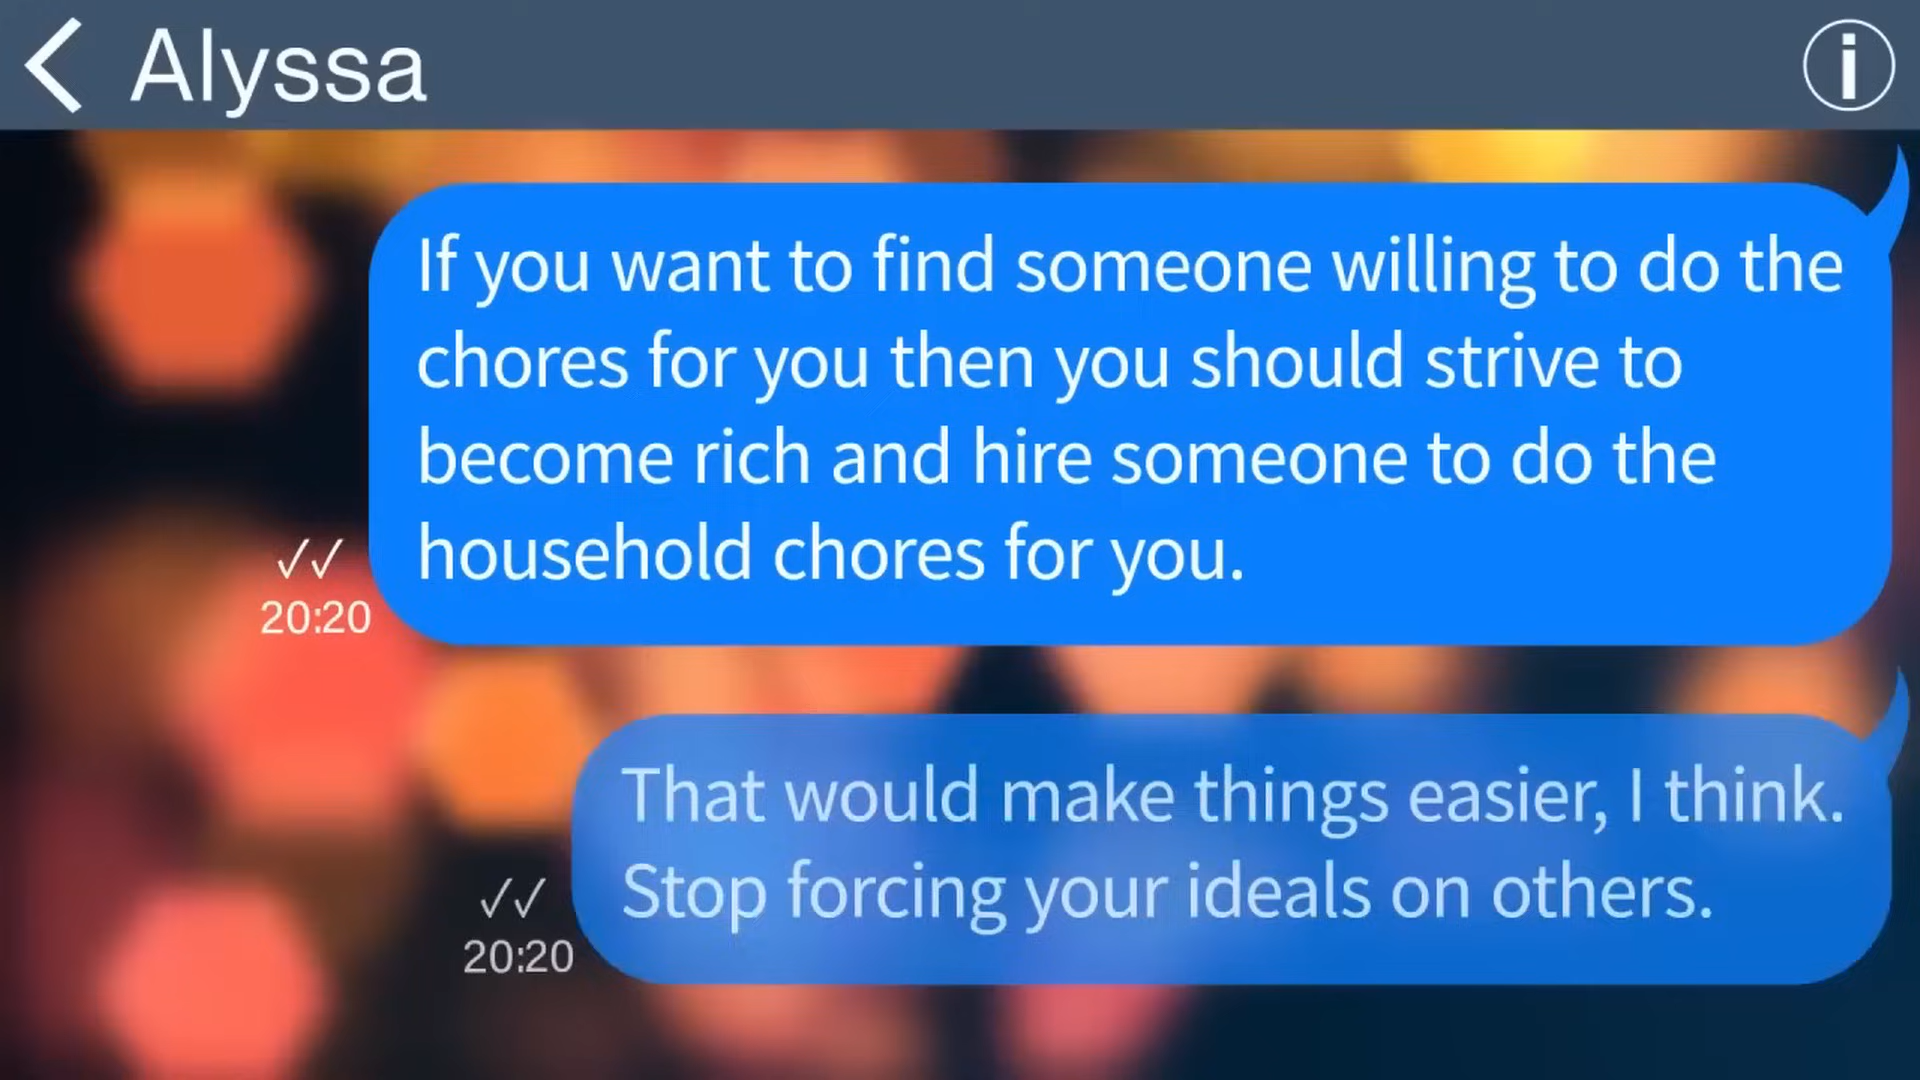 Alyssa
If you want to find someone willing to do the
chores for you then you should strive to
become rich and hire someone to do the
household chores for you.
20:20
That would make things easier, I think.
Stop forcing your ideals on others.
20:20